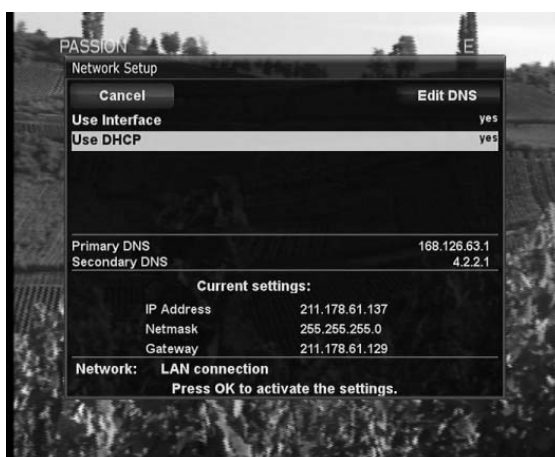 PASSION E
Network Setup
Cancel Edit DNS
Use Interface yes
Use DHCP yes
Primary DNS 168.126.63.1
Secondary DNS 4.2.2.1
Current settings:
IP Address 211.178.61.137
Netmask 255.255.255.0
Gateway 211.178.61.129
Network: LAN connection
Press OK to activate the settings.